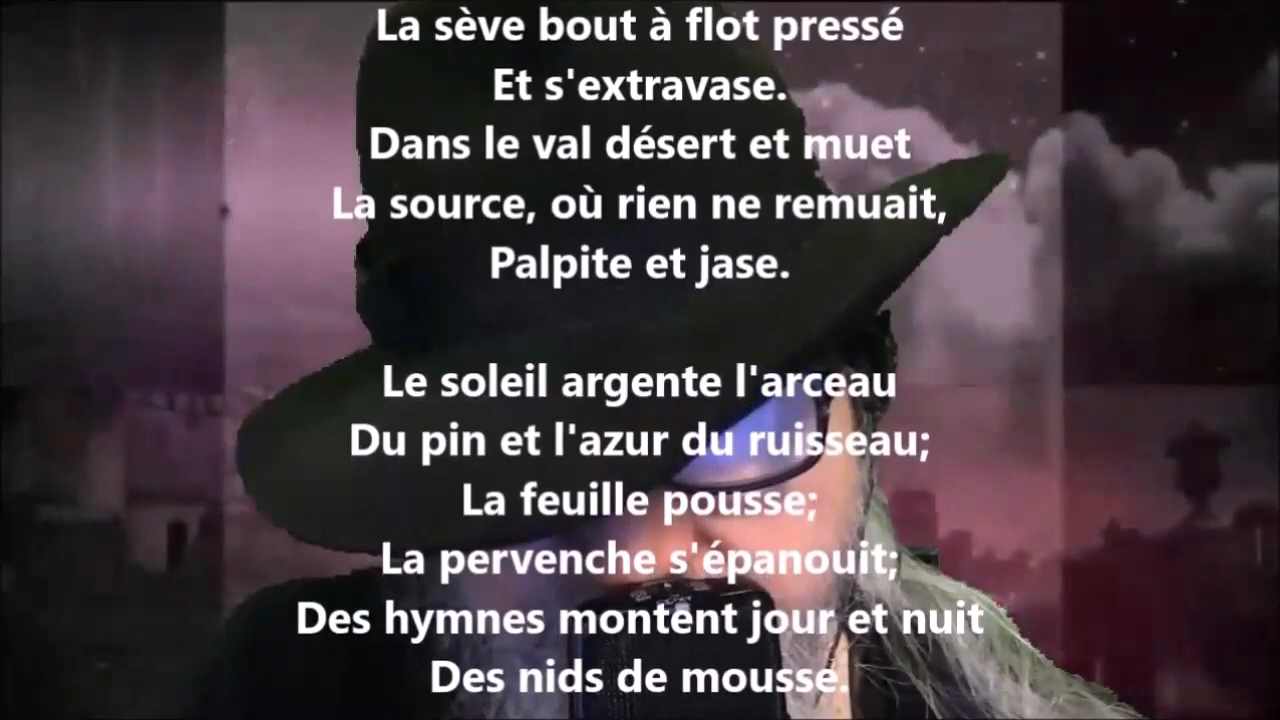 La sève bout à flot pressé
Et s'extravase.
Dans le val désert et muet
La source, où rien ne remuait,
Palpite et jase.
Le soleil argente l'arceau
Du pin et l'azur du ruisseau;
La feuille pousse;
La pervenche s'épanouit;
Des hymnes montent jour et nuit
Des nids de mousse.